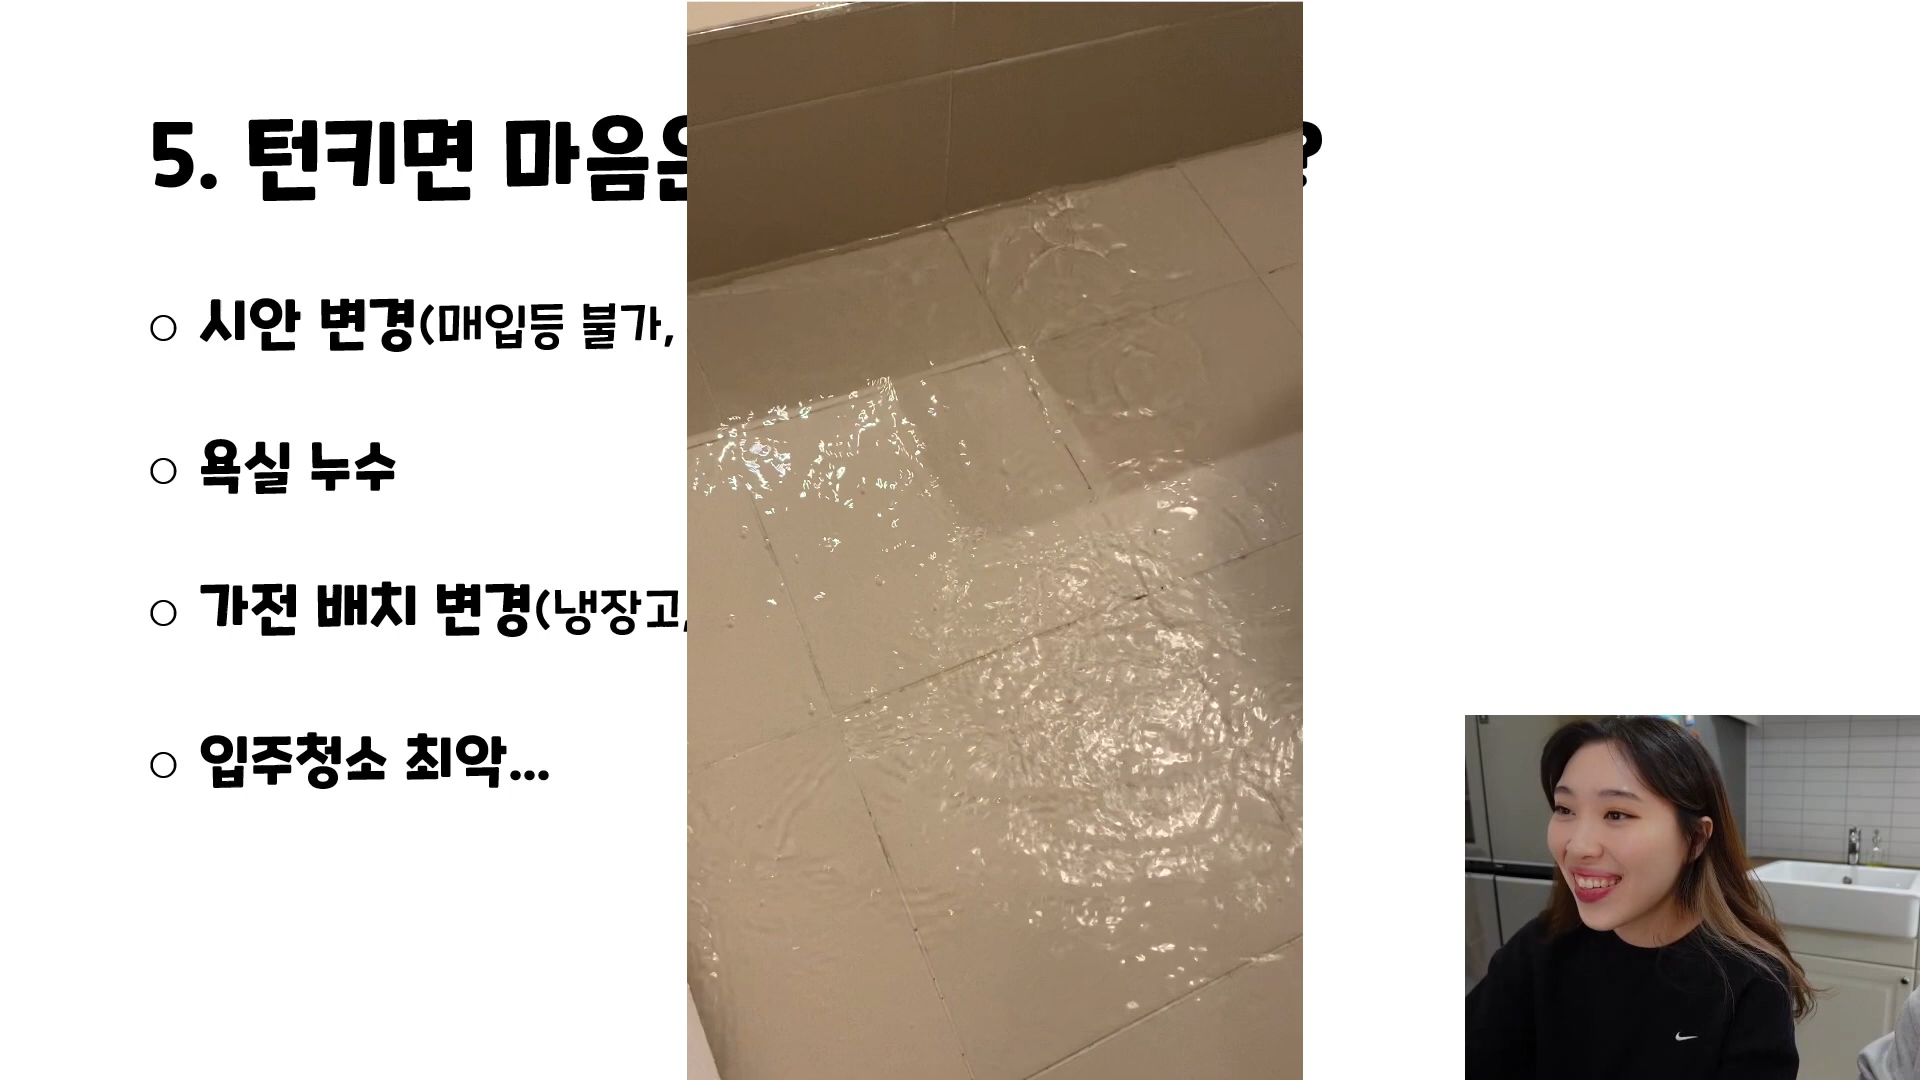 5. 턴키면 마음은 ?
○ 시안 변경(매입등 불가,
○ 욕실 누수
○ 가전 배치 변경(냉장고,
○ 입주청소 최악...